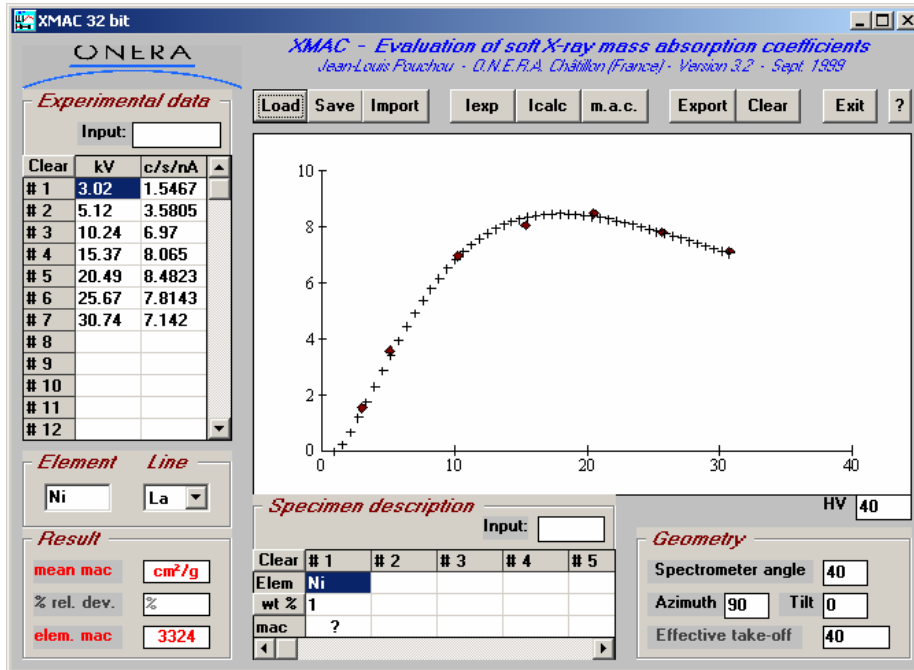 XMAC 32 bit
ONERA
XMAC - Evaluation of soft X-ray mass absorption coefficients
Jean-Louis Pouchou - O.N.E.R.A. Châtillon (France) - Version 3.2 - Sept. 1999
Experimental data
Input:
Load Save Import Iexp Icalc m.a.c. Export Clear Exit ?
Clear kV c/s/nA
# 1 3.02 1.5467
# 2 5.12 3.5805
# 3 10.24 6.97
# 4 15.37 8.065
# 5 20.49 8.4823
# 6 25.67 7.8143
# 7 30.74 7.142
# 8
# 9
# 10
# 11
# 12
10
8
6
4
2
0
0 10 20 30 40
HV 40
Element Line
Ni La
Result
mean mac cm²/g
% rel. dev. %
elem. mac 3324
Specimen description
Input:
Clear # 1 # 2 # 3 # 4 # 5
Elem Ni
wt % 1
mac ?
Geometry
Spectrometer angle 40
Azimuth 90 Tilt 0
Effective take-off 40